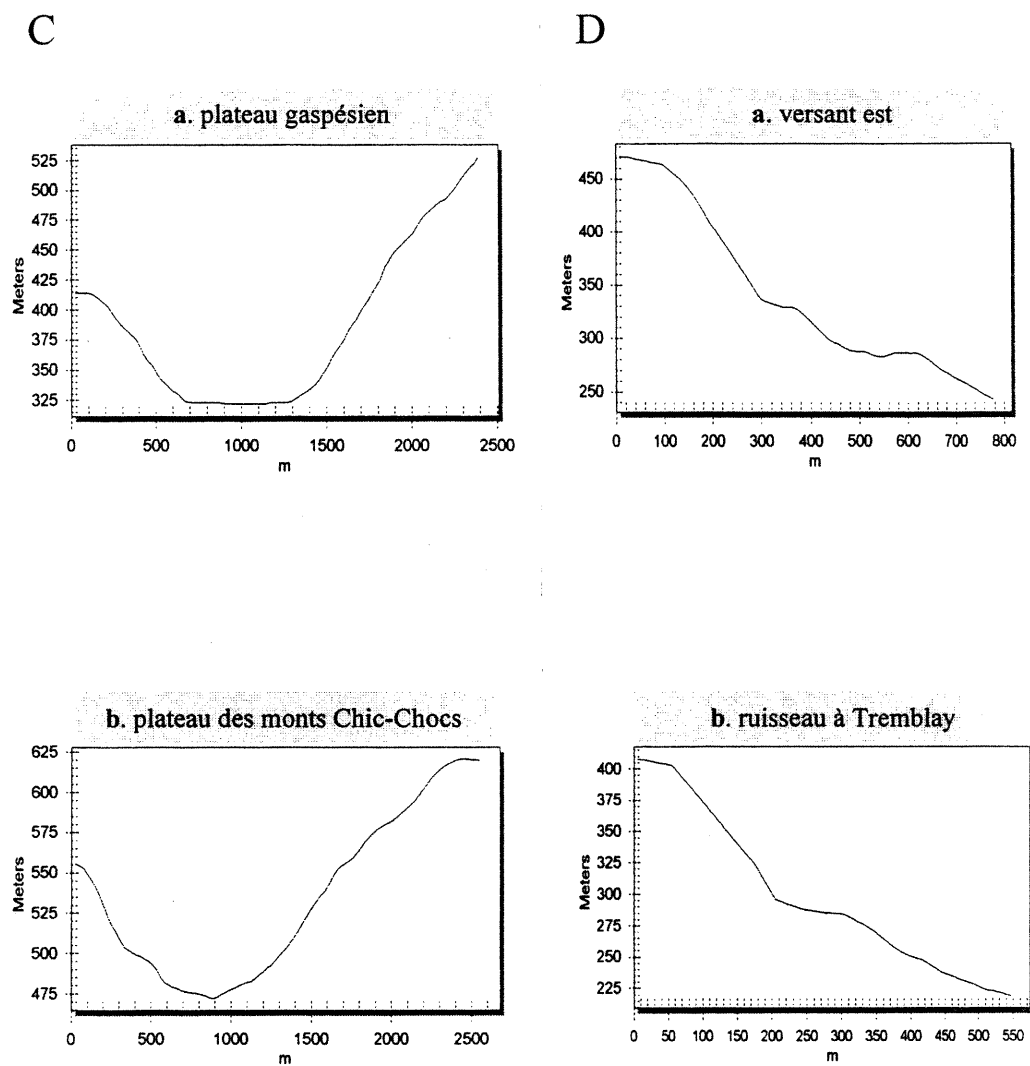 C
D
a. plateau gaspésien
525
500
475
450
425
400
375
350
325
Meters
0 500 1000 1500 2000 2500
m
a. versant est
450
400
350
300
250
Meters
0 100 200 300 400 500 600 700 800
m
b. plateau des monts Chic-Chocs
625
600
575
550
525
500
475
Meters
0 500 1000 1500 2000 2500
m
b. ruisseau à Tremblay
400
375
350
325
300
275
250
225
Meters
0 50 100 150 200 250 300 350 400 450 500 550
m